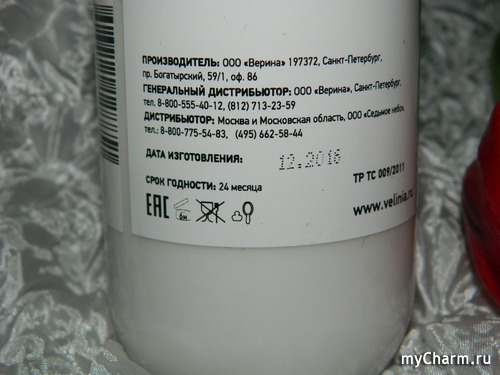 ПРОИЗВОДИТЕЛЬ: ООО «Верина» 197372, Санкт-Петербург,
пр. Богатырский, 59/1, оф. 86
ГЕНЕРАЛЬНЫЙ ДИСТРИБЬЮТОР: ООО «Верина», Санкт-Петербург,
тел. 8-800-555-40-12, (812) 713-23-59
ДИСТРИБЬЮТОР: Москва и Московская область, ООО «Седьмое небо»,
тел.: 8-800-775-54-83, (495) 662-58-44
ДАТА ИЗГОТОВЛЕНИЯ: 12.2016
ТР ТС 009/2011
СРОК ГОДНОСТИ: 24 месяца
www.velinia.ru
ЕАС 6м
myCharm.ru